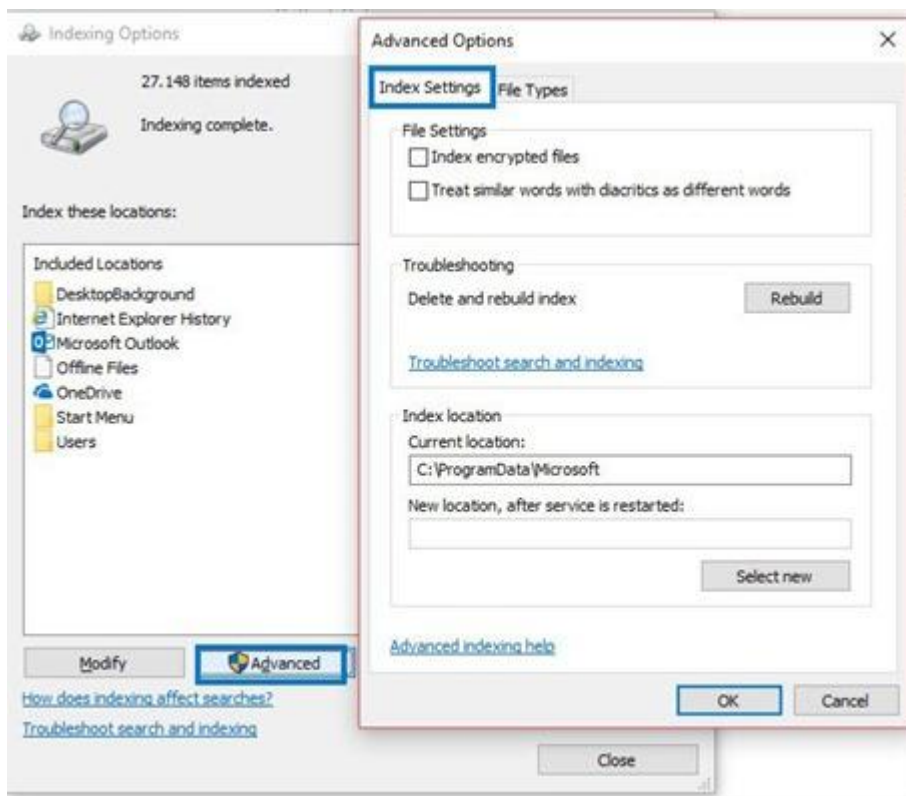 Indexing Options
27.148 items indexed
Indexing complete.
Index these locations:
Included Locations
DesktopBackground
Internet Explorer History
Microsoft Outlook
Offline Files
OneDrive
Start Menu
Users
Modify
Advanced
How does indexing affect searches?
Troubleshoot search and indexing
Close
Advanced Options
Index Settings
File Types
File Settings
Index encrypted files
Treat similar words with diacritics as different words
Troubleshooting
Delete and rebuild index
Rebuild
Troubleshoot search and indexing
Index location
Current location:
C:\ProgramData\Microsoft
New location, after service is restarted:
Select new
Advanced indexing help
OK
Cancel